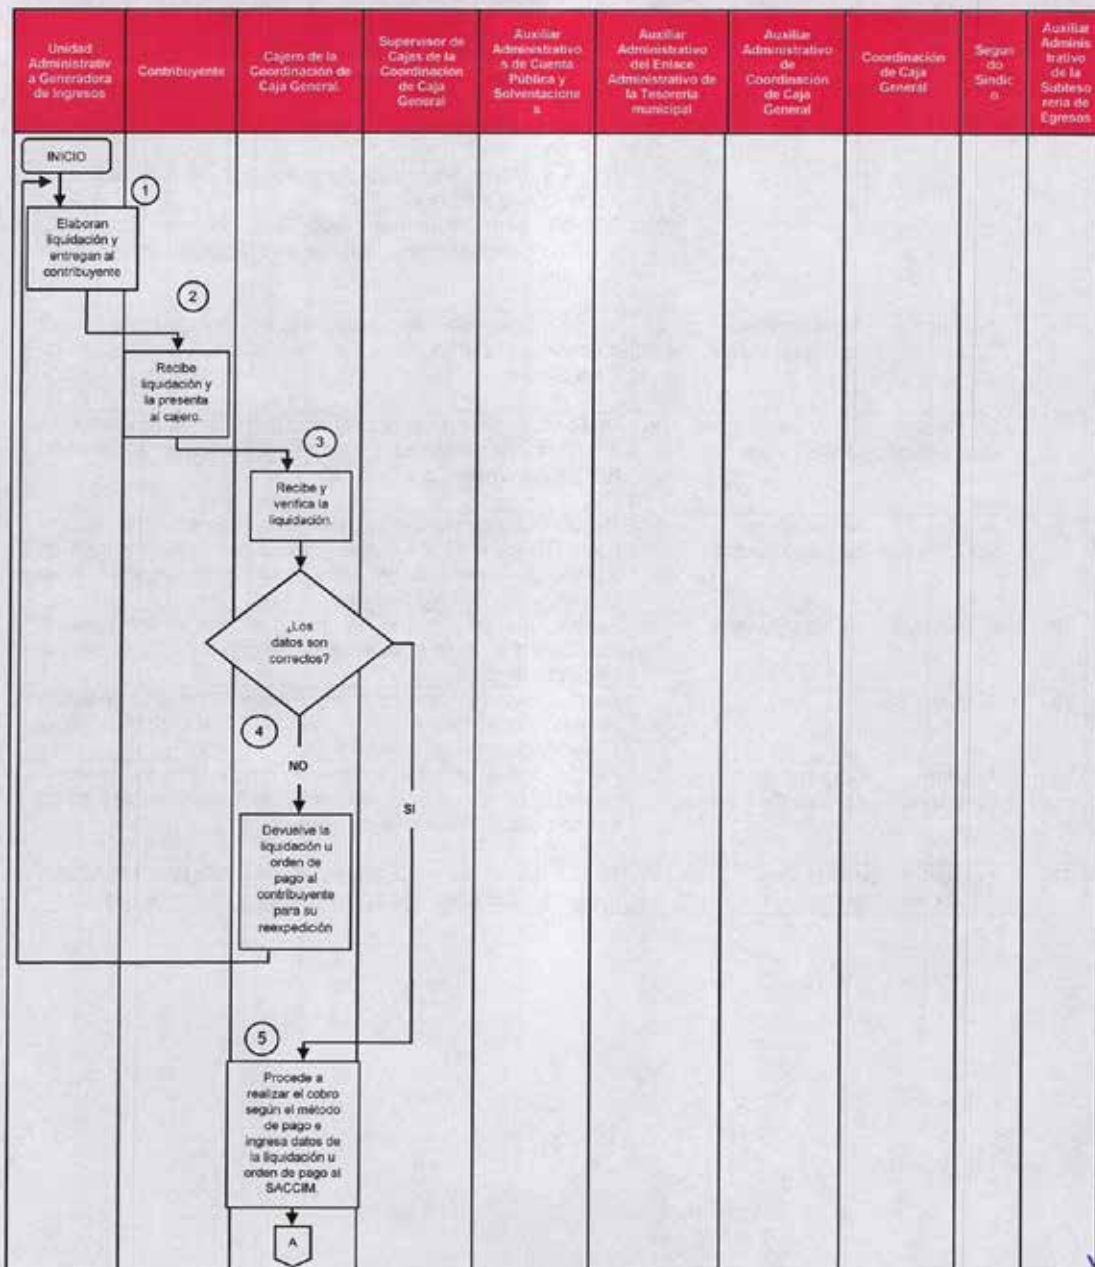 Unidad
Administrativ
a Generadora
de Ingresos
Contribuyente
Cajero de la
Coordinación de
Caja General.
Supervisor de
Cajas de la
Coordinación
de Caja
General
Auxiliar
Administrativo
s de Cuenta
Pública y
Solventacione
s
Auxiliar
Administrativo
del Enlace
Administrativo de
la Tesorería
municipal
Auxiliar
Administrativo
de
Coordinación
de Caja
General
Coordinación
de Caja
General
Segun
do
Síndic
o
Auxiliar
Adminis
trativo
de la
Subteso
rería de
Egresos
INICIO
1
Elaboran
liquidación y
entregan al
contribuyente
2
Recibe
liquidación y
la presenta
al cajero.
3
Recibe y
verifica la
liquidación.
¿Los
datos son
correctos?
4
NO
SI
Devuelve la
liquidación u
orden de
pago al
contribuyente
para su
reexpedición
5
Procede a
realizar el cobro
según el método
de pago e
ingresa datos de
la liquidación u
orden de pago al
SACCIM.
A